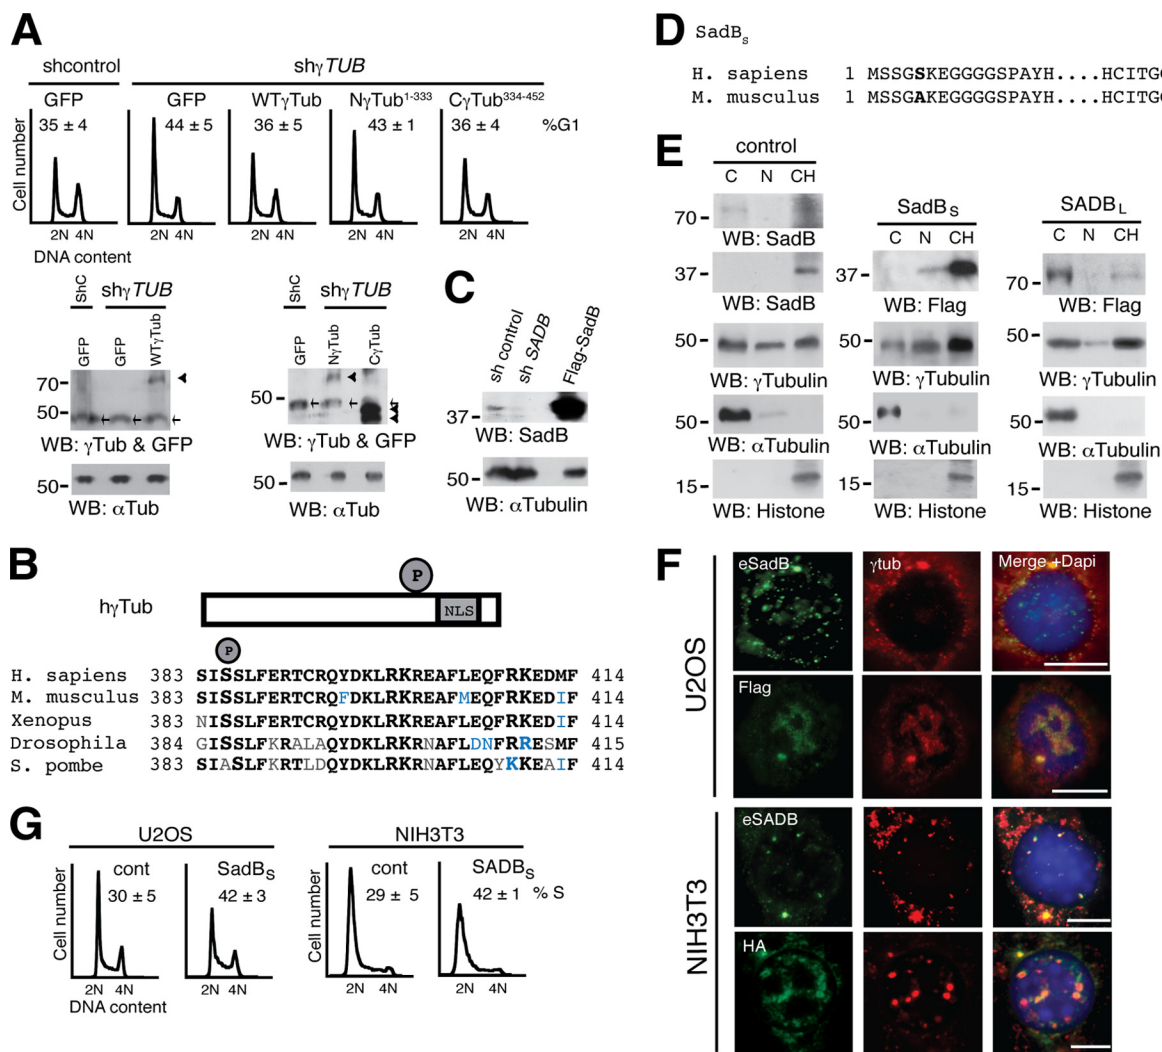 A
shcontrol shγTUB
GFP GFP WTγTub NγTub1-333 CγTub334-452
35 ± 4 44 ± 5 36 ± 5 43 ± 1 36 ± 4 %G1
Cell number
2N 4N 2N 4N 2N 4N 2N 4N 2N 4N
DNA content
ShC shγTUB
GFP GFP WTγTub
70
50
WB: γTub & GFP
50
WB: αTub
ShC shγTUB
GFP NγTub CγTub
50
WB: γTub & GFP
50
WB: αTub
C
sh control sh SADB Flag-SadB
37
WB: SadB
50
WB: αTubulin
B
P
hγTub NLS
P
H. sapiens 383 SISSLFERTCRQYDKLRKREAFLEQFRKEDMF 414
M. musculus 383 SISSLFERTCRQFDKLRKREAFMEQFRKEDIF 414
Xenopus 383 NISSLFERTCRQYDKLRKREAFLEQFRKEDIF 414
Drosophila 384 GISSLFKRALAQYDKLRKRNAFLDNFRRESMF 415
S. pombe 383 SIASLFKRTLDQYDKLRKRNAFLEQYKKEAIF 414
G
U2OS NIH3T3
cont SadBS cont SADBS
30 ± 5 42 ± 3 29 ± 5 42 ± 1 % S
Cell number Cell number
2N 4N 2N 4N 2N 4N 2N 4N
DNA content
D SadBs
H. sapiens 1 MSSGSKEGGGGSPAYH....HCITGG
M. musculus 1 MSSGAKEGGGGSPAYH....HCITGG
E
control
C N CH
70
WB: SadB
37
WB: SadB
50
WB: γTubulin
50
WB: αTubulin
15
WB: Histone
SadBS
C N CH
37
WB: Flag
50
WB: γTubulin
50
WB: αTubulin
15
WB: Histone
SADBL
C N CH
70
WB: Flag
50
WB: γTubulin
50
WB: αTubulin
15
WB: Histone
F
U2OS
eSadB γtub Merge +Dapi
Flag
NIH3T3
eSADB
HA